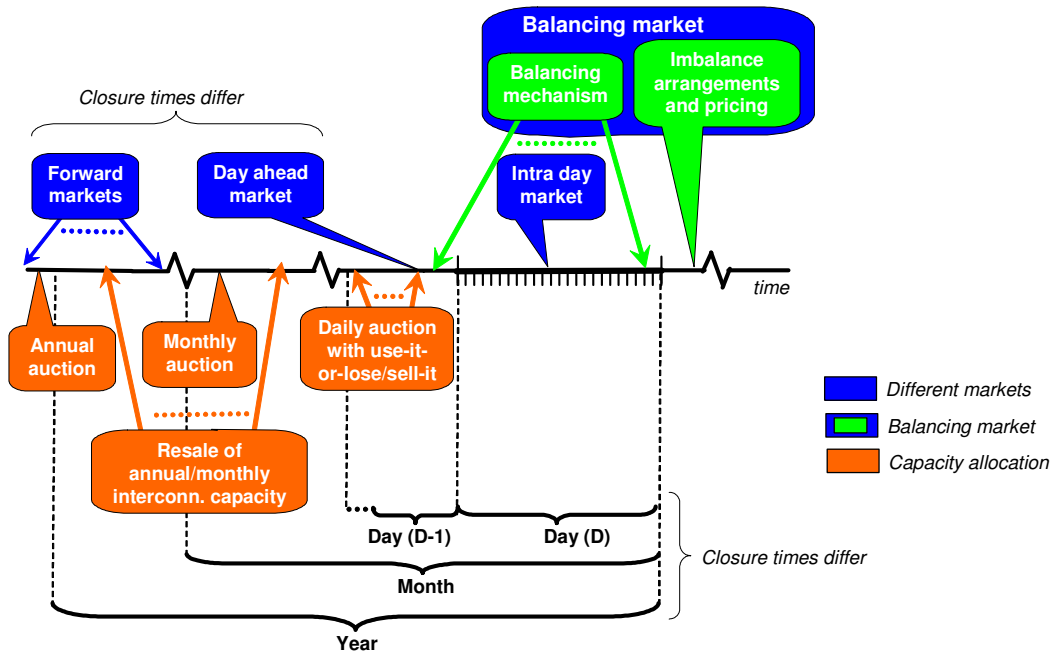 Balancing market
Balancing
mechanism
Imbalance
arrangements
and pricing
Closure times differ
Forward
markets
Day ahead
market
Intra day
market
time
Annual
auction
Monthly
auction
Daily auction
with use-it-
or-lose/sell-it
Resale of
annual/monthly
interconn. capacity
Different markets
Balancing market
Capacity allocation
Day (D-1)
Day (D)
Closure times differ
Month
Year